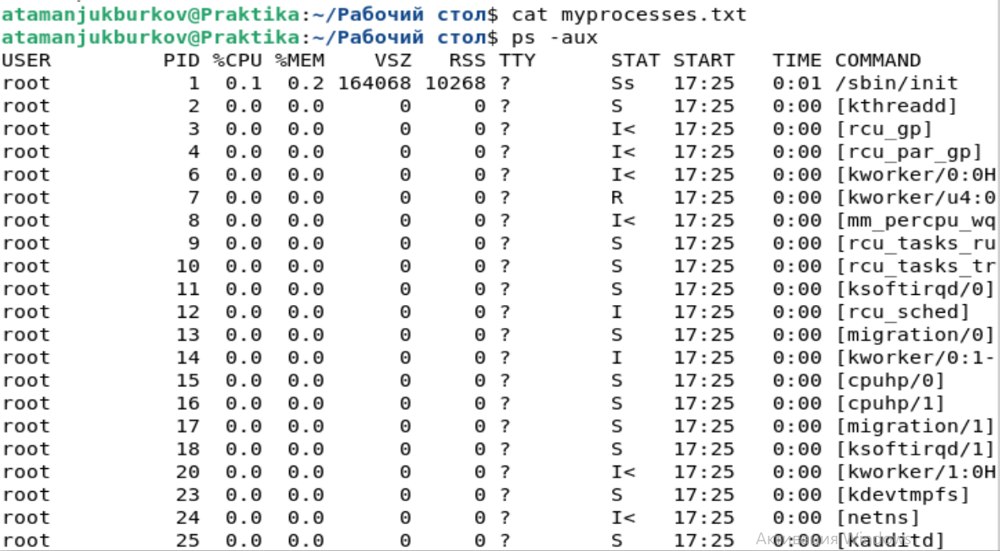 atamanjukburkov@Praktika:~/Рабочий стол$ cat myprocesses.txt
atamanjukburkov@Praktika:~/Рабочий стол$ ps -aux
USER PID %CPU %MEM VSZ RSS TTY STAT START TIME COMMAND
root 1 0.1 0.2 164068 10268 ? Ss 17:25 0:01 /sbin/init
root 2 0.0 0.0 0 0 ? S 17:25 0:00 [kthreadd]
root 3 0.0 0.0 0 0 ? I< 17:25 0:00 [rcu_gp]
root 4 0.0 0.0 0 0 ? I< 17:25 0:00 [rcu_par_gp]
root 6 0.0 0.0 0 0 ? I< 17:25 0:00 [kworker/0:0H
root 7 0.0 0.0 0 0 ? R 17:25 0:00 [kworker/u4:0
root 8 0.0 0.0 0 0 ? I< 17:25 0:00 [mm_percpu_wq
root 9 0.0 0.0 0 0 ? S 17:25 0:00 [rcu_tasks_ru
root 10 0.0 0.0 0 0 ? S 17:25 0:00 [rcu_tasks_tr
root 11 0.0 0.0 0 0 ? S 17:25 0:00 [ksoftirqd/0]
root 12 0.0 0.0 0 0 ? I 17:25 0:00 [rcu_sched]
root 13 0.0 0.0 0 0 ? S 17:25 0:00 [migration/0]
root 14 0.0 0.0 0 0 ? I 17:25 0:00 [kworker/0:1-
root 15 0.0 0.0 0 0 ? S 17:25 0:00 [cpuhp/0]
root 16 0.0 0.0 0 0 ? S 17:25 0:00 [cpuhp/1]
root 17 0.0 0.0 0 0 ? S 17:25 0:00 [migration/1]
root 18 0.0 0.0 0 0 ? S 17:25 0:00 [ksoftirqd/1]
root 20 0.0 0.0 0 0 ? I< 17:25 0:00 [kworker/1:0H
root 23 0.0 0.0 0 0 ? S 17:25 0:00 [kdevtmpfs]
root 24 0.0 0.0 0 0 ? I< 17:25 0:00 [netns]
root 25 0.0 0.0 0 0 ? S 17:25 0:00 [kauditd]
Активация Windows